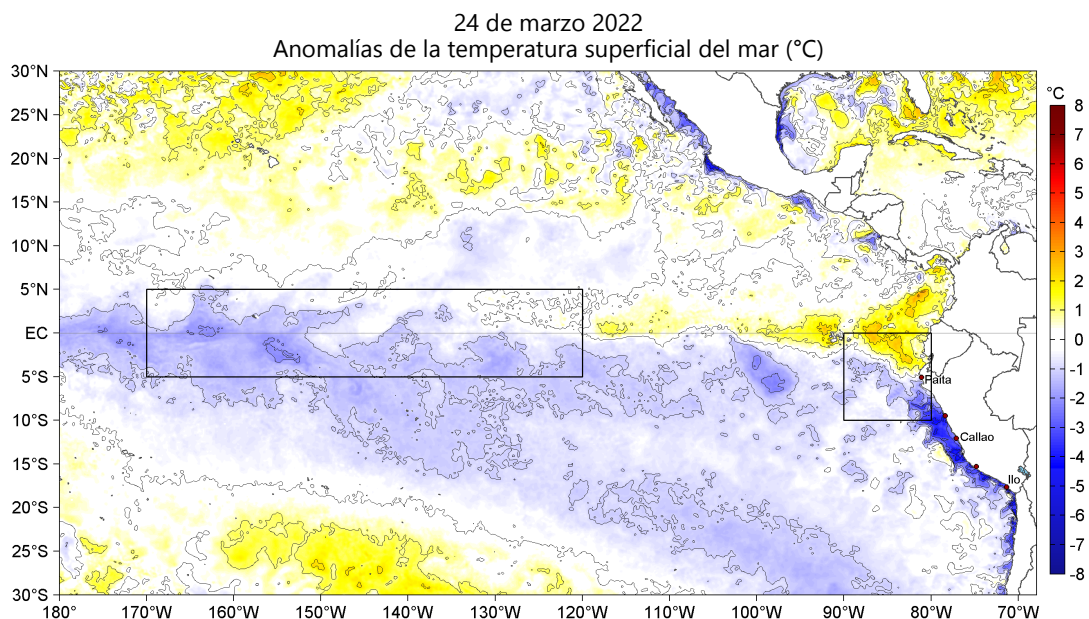 24 de marzo 2022
Anomalías de la temperatura superficial del mar (°C)
°C
30°N
25°N
20°N
15°N
10°N
5°N
EC
5°S
10°S
15°S
20°S
25°S
30°S
Paita
Callao
Ilo
8
7
6
5
4
3
2
1
0
-1
-2
-3
-4
-5
-6
-7
-8
180 170°W 160°W 150°W 140°W 130°W 120°W 110°W 100°W 90°W 80°W 70°W